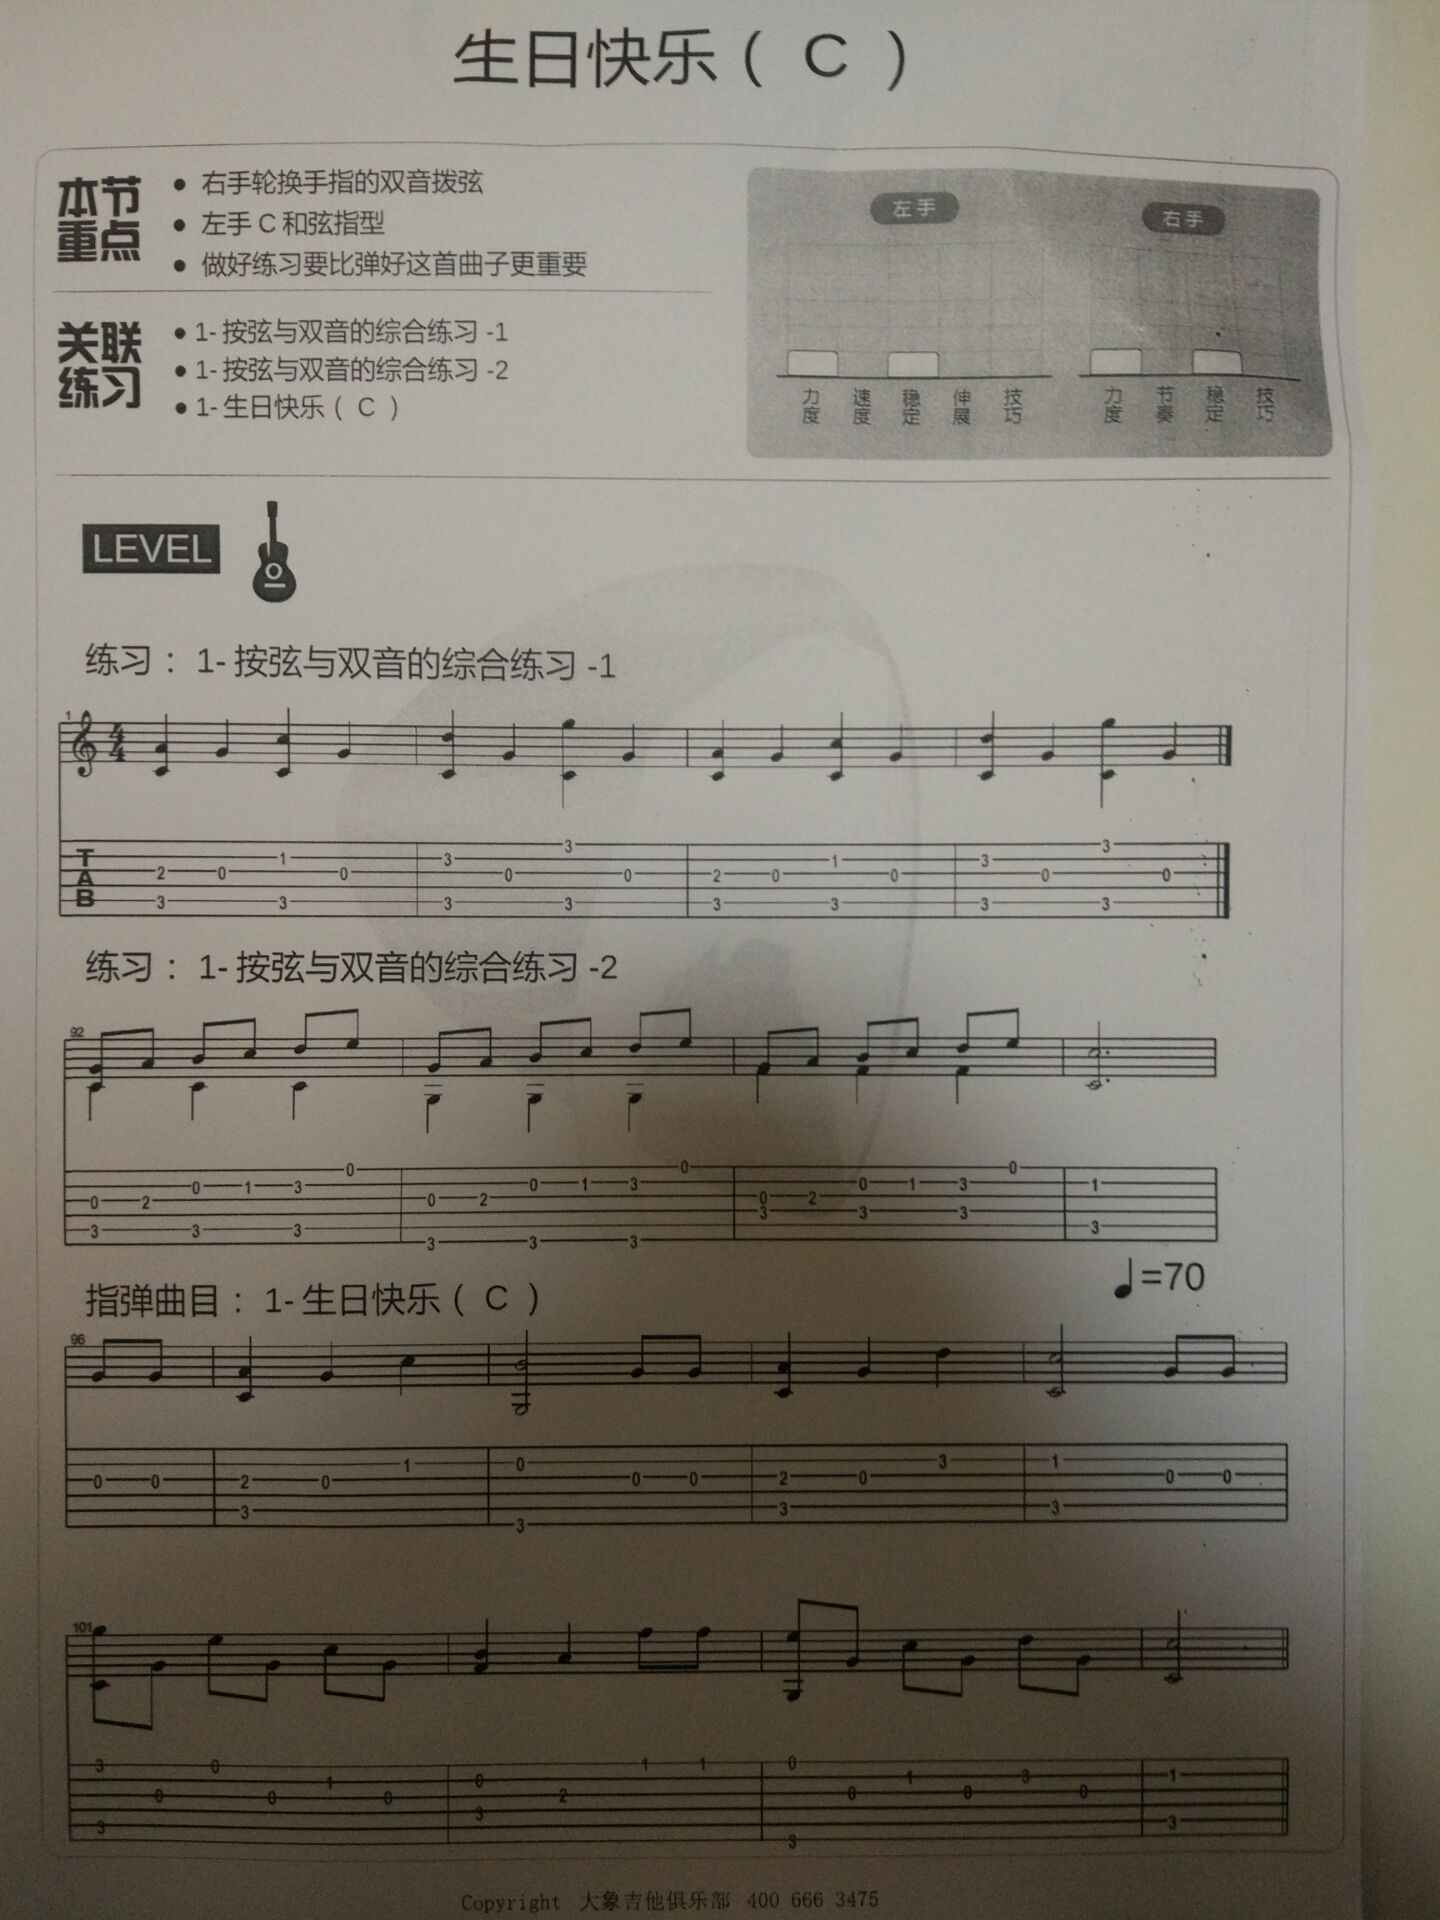 生日快乐（ C ）
本节
重点
● 右手轮换手指的双音拨弦
● 左手 C 和弦指型
● 做好练习要比弹好这首曲子更重要
关联
练习
● 1- 按弦与双音的综合练习 -1
● 1- 按弦与双音的综合练习 -2
● 1- 生日快乐（ C ）
左手
力度 速度 稳定 伸展 技巧
右手
力度 节奏 稳定 技巧
LEVEL
练习： 1- 按弦与双音的综合练习 -1
1
4
4
3 3
1 3 1 3
2 0 0 0 0 2 0 0 0 0
3 3 3 3 3 3 3 3
T
A
B
练习： 1- 按弦与双音的综合练习 -2
92
0 0 0
0 1 3 0 1 3 0 1 3 1
0 2 0 2 0 2
3 3 3
3 3 3 3
3 3 3
指弹曲目： 1- 生日快乐（ C ）
♩=70
96
1 0 3 1
0 0 2 0 0 0 2 0 0 0
3 3 3
3
101
3 0 1 1 0
1 0 1 3 1
0 0 0 2 0 0 0
3
3 3
3
Copyright 大象吉他俱乐部 400 666 3475